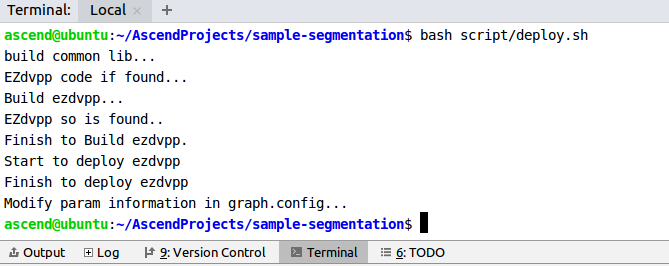 Terminal: Local × +
ascend@ubuntu:~/AscendProjects/sample-segmentation$ bash script/deploy.sh
build common lib...
EZdvpp code if found...
Build ezdvpp...
EZdvpp so is found..
Finish to Build ezdvpp.
Start to deploy ezdvpp
Finish to deploy ezdvpp
Modify param information in graph.config...
ascend@ubuntu:~/AscendProjects/sample-segmentation$
Output Log 9: Version Control Terminal 6: TODO